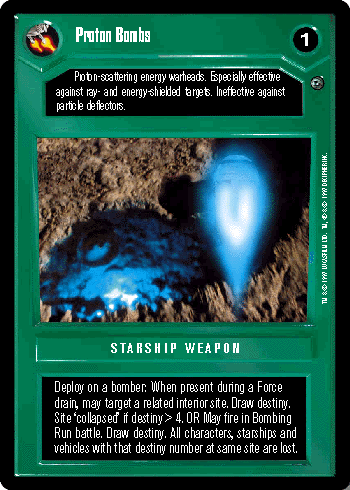 Proton Bombs
1
Proton-scattering energy warheads. Especially effective
against ray- and energy-shielded targets. Ineffective against
particle deflectors.
STARSHIP WEAPON
Deploy on a bomber: When present during a Force
drain, may target a related interior site. Draw destiny.
Site 'collapsed' if destiny > 4. OR May fire in Bombing
Run battle. Draw destiny. All characters, starships and
vehicles with that destiny number at same site are lost.